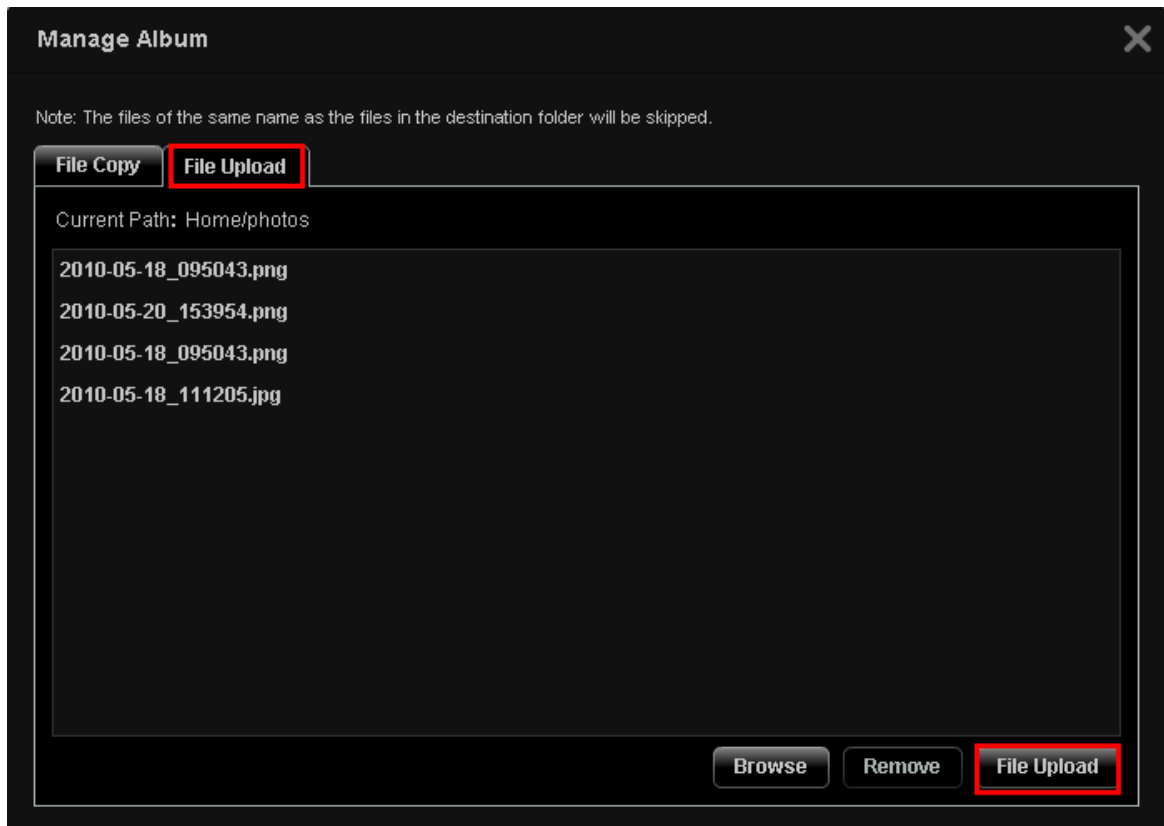 Manage Album
Note: The files of the same name as the files in the destination folder will be skipped.
File Copy File Upload
Current Path: Home/photos
2010-05-18_095043.png
2010-05-20_153954.png
2010-05-18_095043.png
2010-05-18_111205.jpg
Browse Remove File Upload